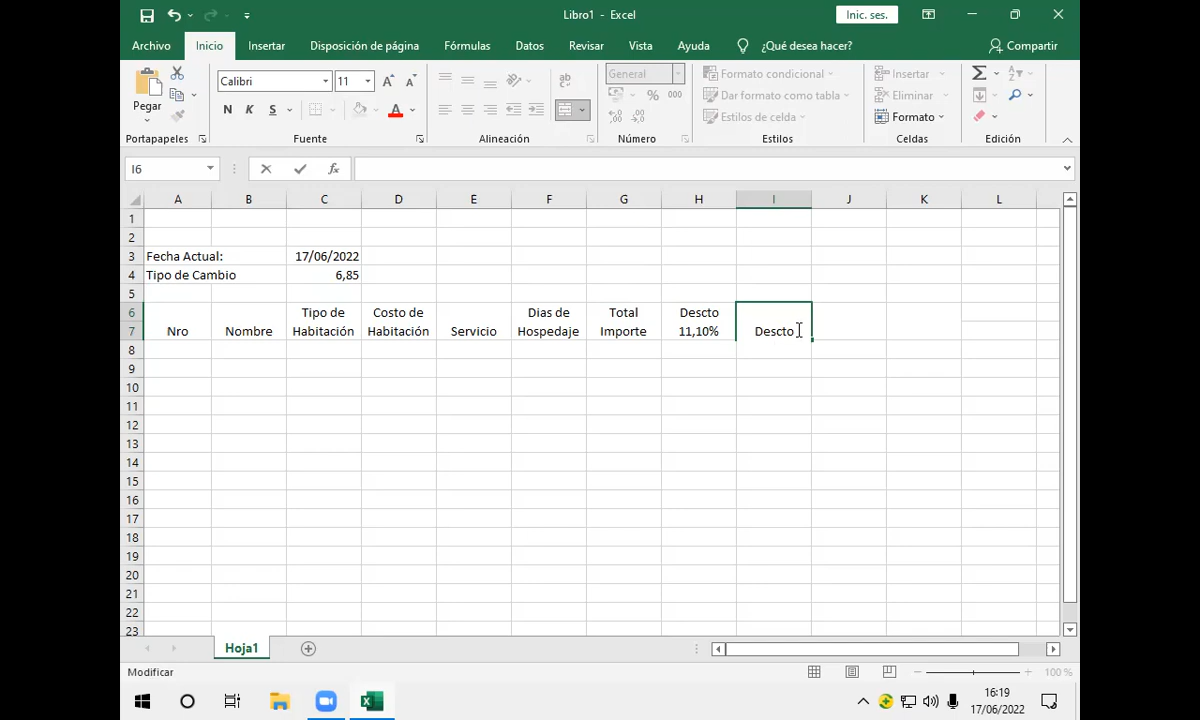 Libro1 - Excel
Inic. ses.
Archivo Inicio Insertar Disposición de página Fórmulas Datos Revisar Vista Ayuda ¿Qué desea hacer? Compartir
Pegar
Calibri 11
N K S
General
% 000
Formato condicional
Dar formato como tabla
Estilos de celda
Insertar
Eliminar
Formato
Portapapeles Fuente Alineación Número Estilos Celdas Edición
I6 fx
A B C D E F G H I J K L
1
2
3 Fecha Actual: 17/06/2022
4 Tipo de Cambio 6,85
5
6 Tipo de Costo de Dias de Total Descto
7 Nro Nombre Habitación Habitación Servicio Hospedaje Importe 11,10% Descto
8
9
10
11
12
13
14
15
16
17
18
19
20
21
22
23
Hoja1
Modificar 100 %
16:19
17/06/2022